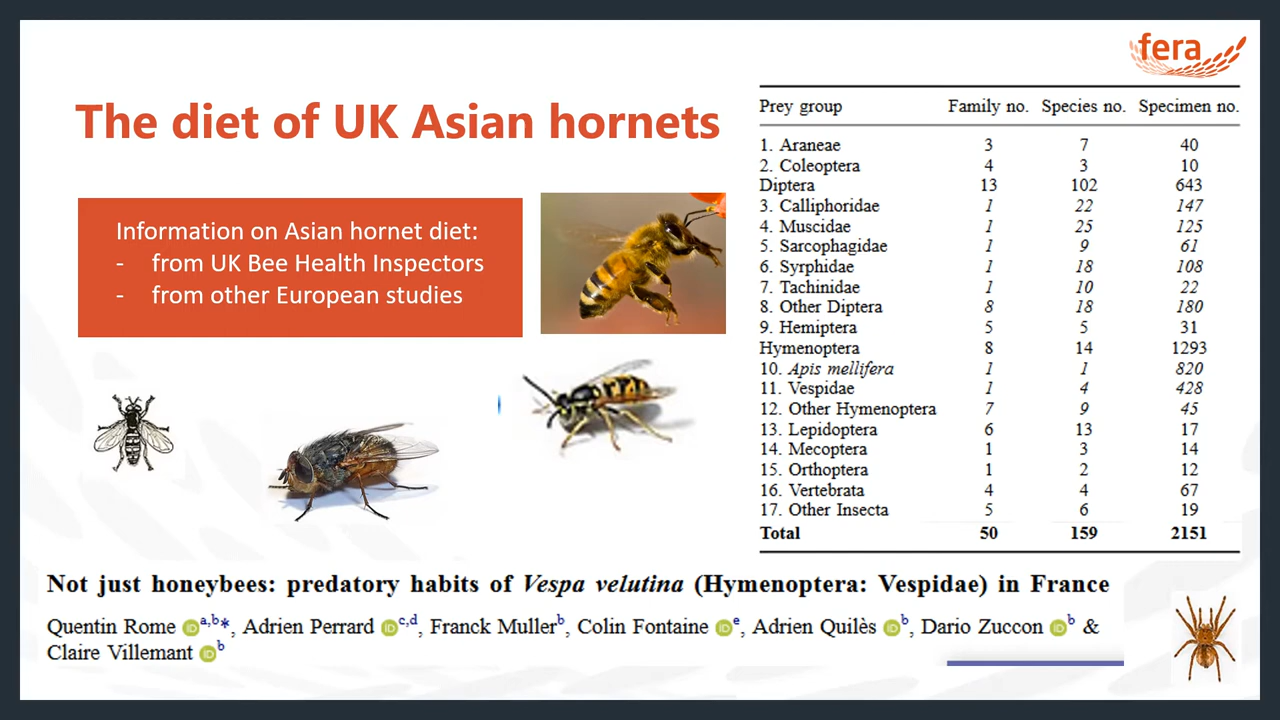 fera
The diet of UK Asian hornets
Information on Asian hornet diet:
- from UK Bee Health Inspectors
- from other European studies
Prey group Family no. Species no. Specimen no.
1. Araneae 3 7 40
2. Coleoptera 4 3 10
Diptera 13 102 643
3. Calliphoridae 1 22 147
4. Muscidae 1 25 125
5. Sarcophagidae 1 9 61
6. Syrphidae 1 18 108
7. Tachinidae 1 10 22
8. Other Diptera 8 18 180
9. Hemiptera 5 5 31
Hymenoptera 8 14 1293
10. Apis mellifera 1 1 820
11. Vespidae 1 4 428
12. Other Hymenoptera 7 9 45
13. Lepidoptera 6 13 17
14. Mecoptera 1 3 14
15. Orthoptera 1 2 12
16. Vertebrata 4 4 67
17. Other Insecta 5 6 19
Total 50 159 2151
Not just honeybees: predatory habits of Vespa velutina (Hymenoptera: Vespidae) in France
Quentin Rome iD a,b*, Adrien Perrard iD c,d, Franck Muller b, Colin Fontaine iD e, Adrien Quilès iD b, Dario Zuccon iD b &
Claire Villemant iD b